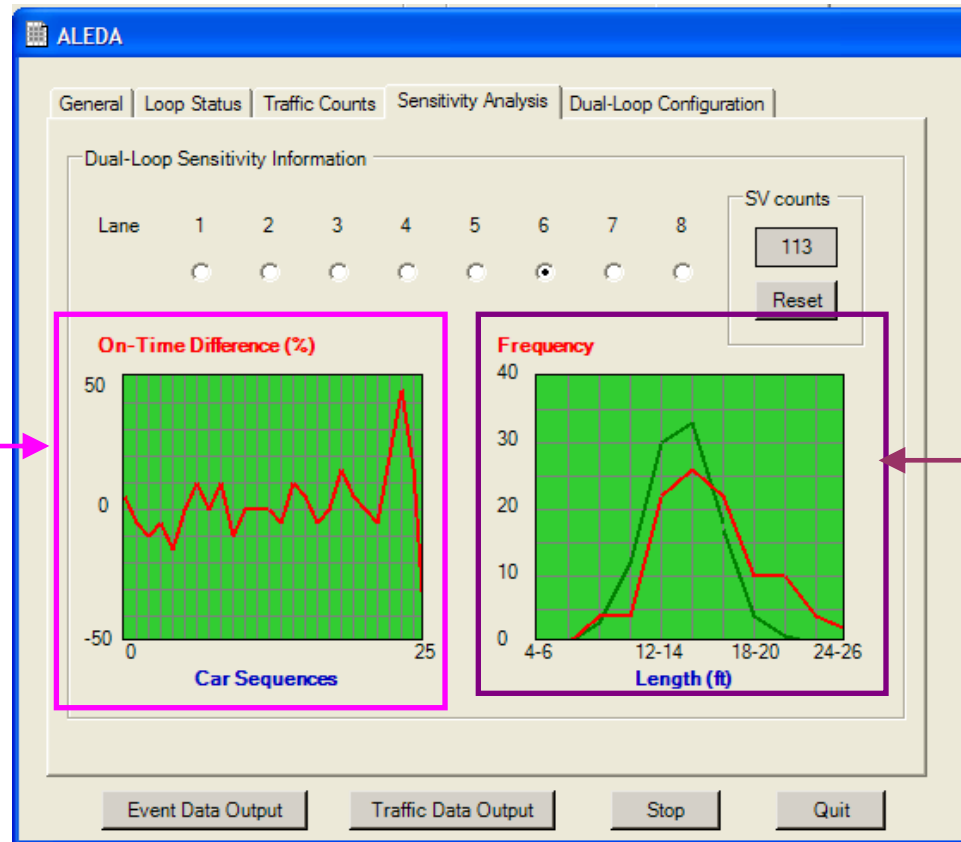 ALEDA
General Loop Status Traffic Counts Sensitivity Analysis Dual-Loop Configuration
Dual-Loop Sensitivity Information
SV counts
Lane 1 2 3 4 5 6 7 8
113
Reset
On-Time Difference (%)
50
0
-50
0 25
Car Sequences
Frequency
40
30
20
10
0
4-6 12-14 18-20 24-26
Length (ft)
Event Data Output Traffic Data Output Stop Quit